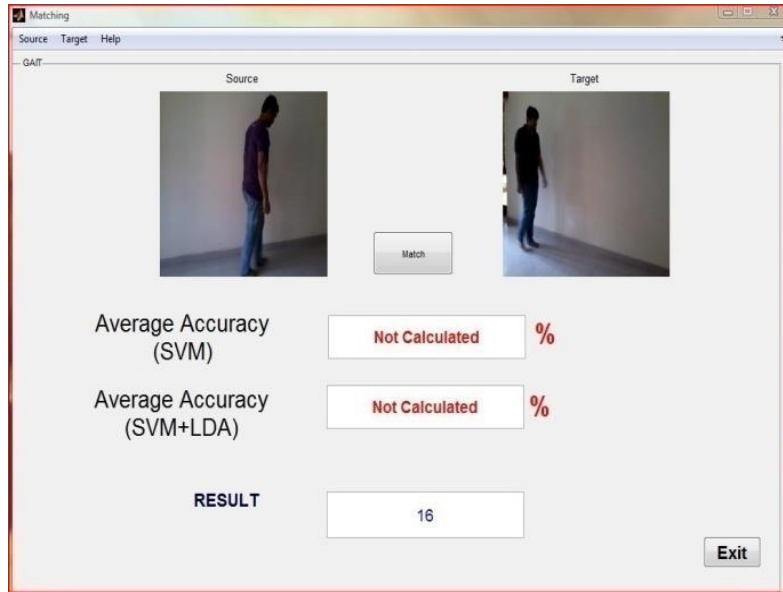 Matching
Source Target Help
GAIT
Source
Target
Match
Average Accuracy
(SVM)
Not Calculated
%
Average Accuracy
(SVM+LDA)
Not Calculated
%
RESULT
16
Exit